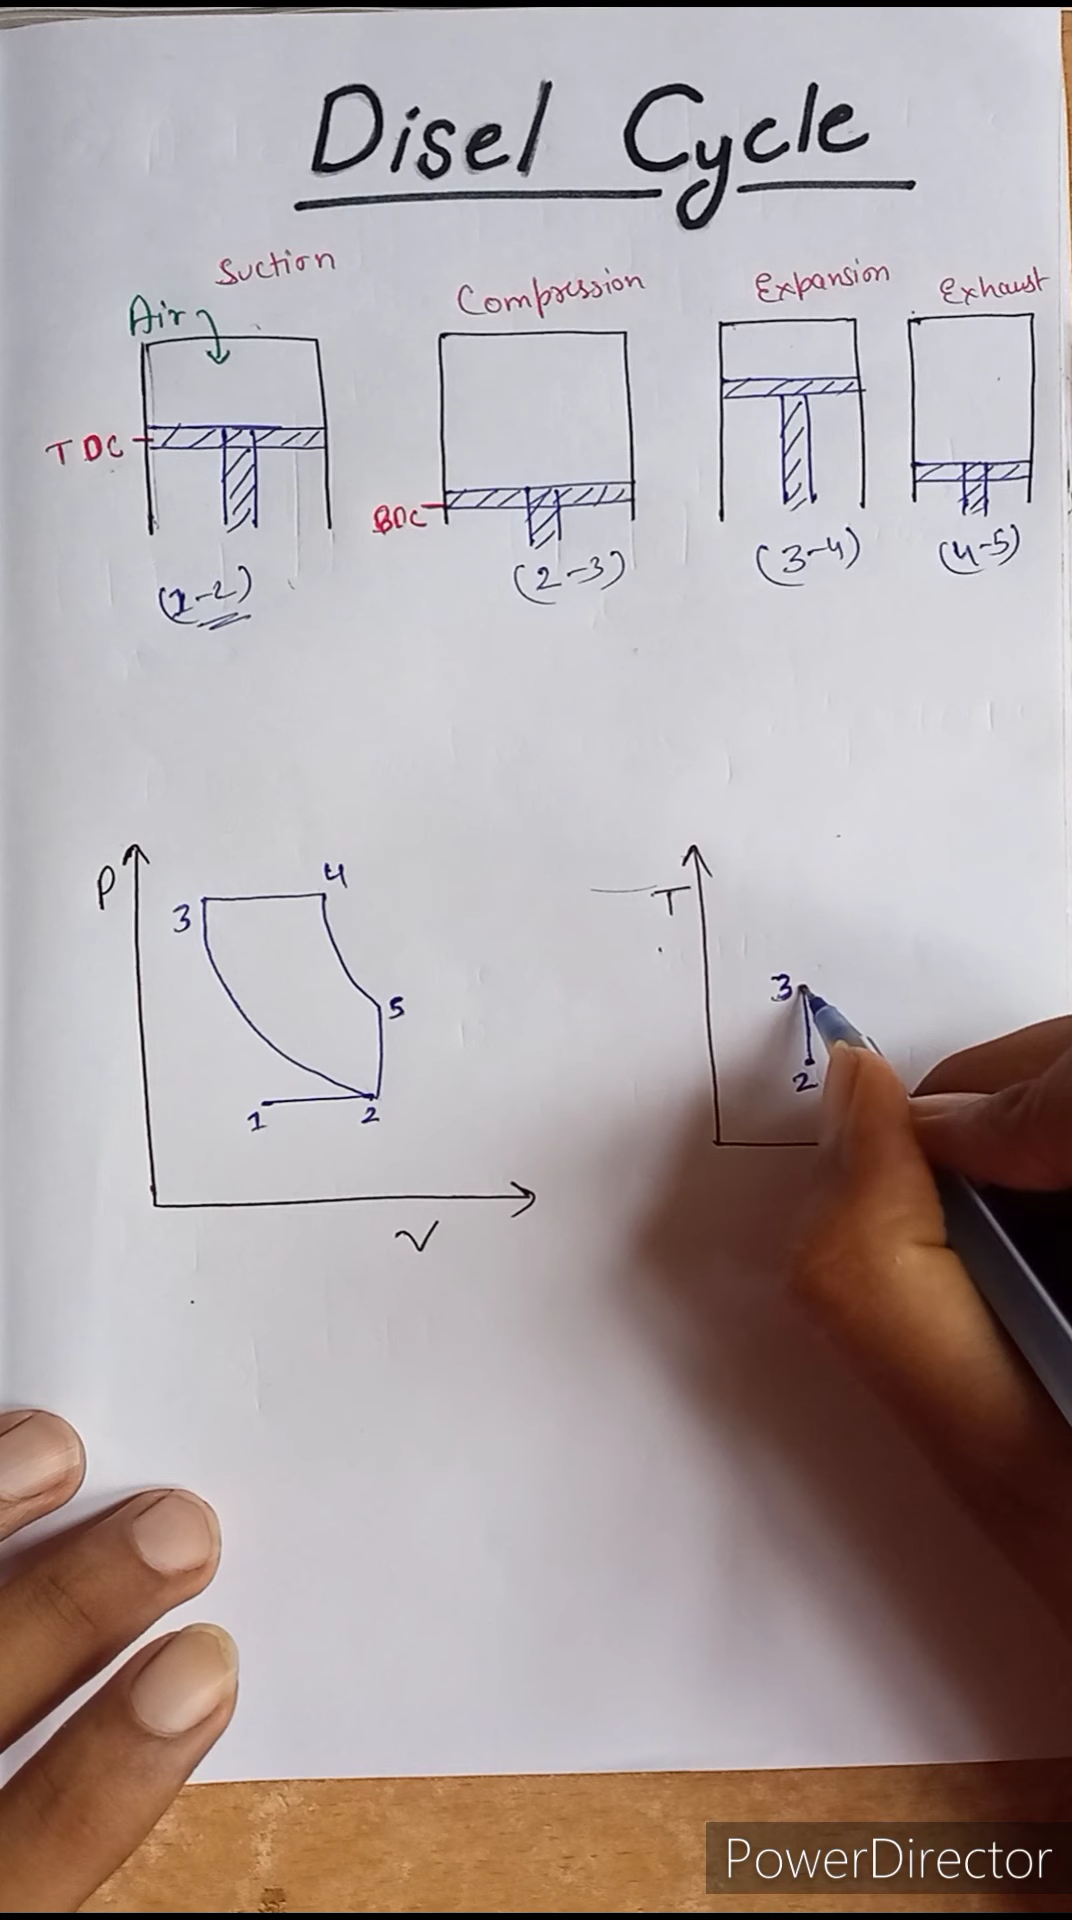 Disel Cycle
Suction
Compression
Expansion
Exhaust
Air
TDC
BDC
(1-2)
(2-3)
(3-4)
(4-5)
P
3
4
5
1
2
V
T
3
2
PowerDirector